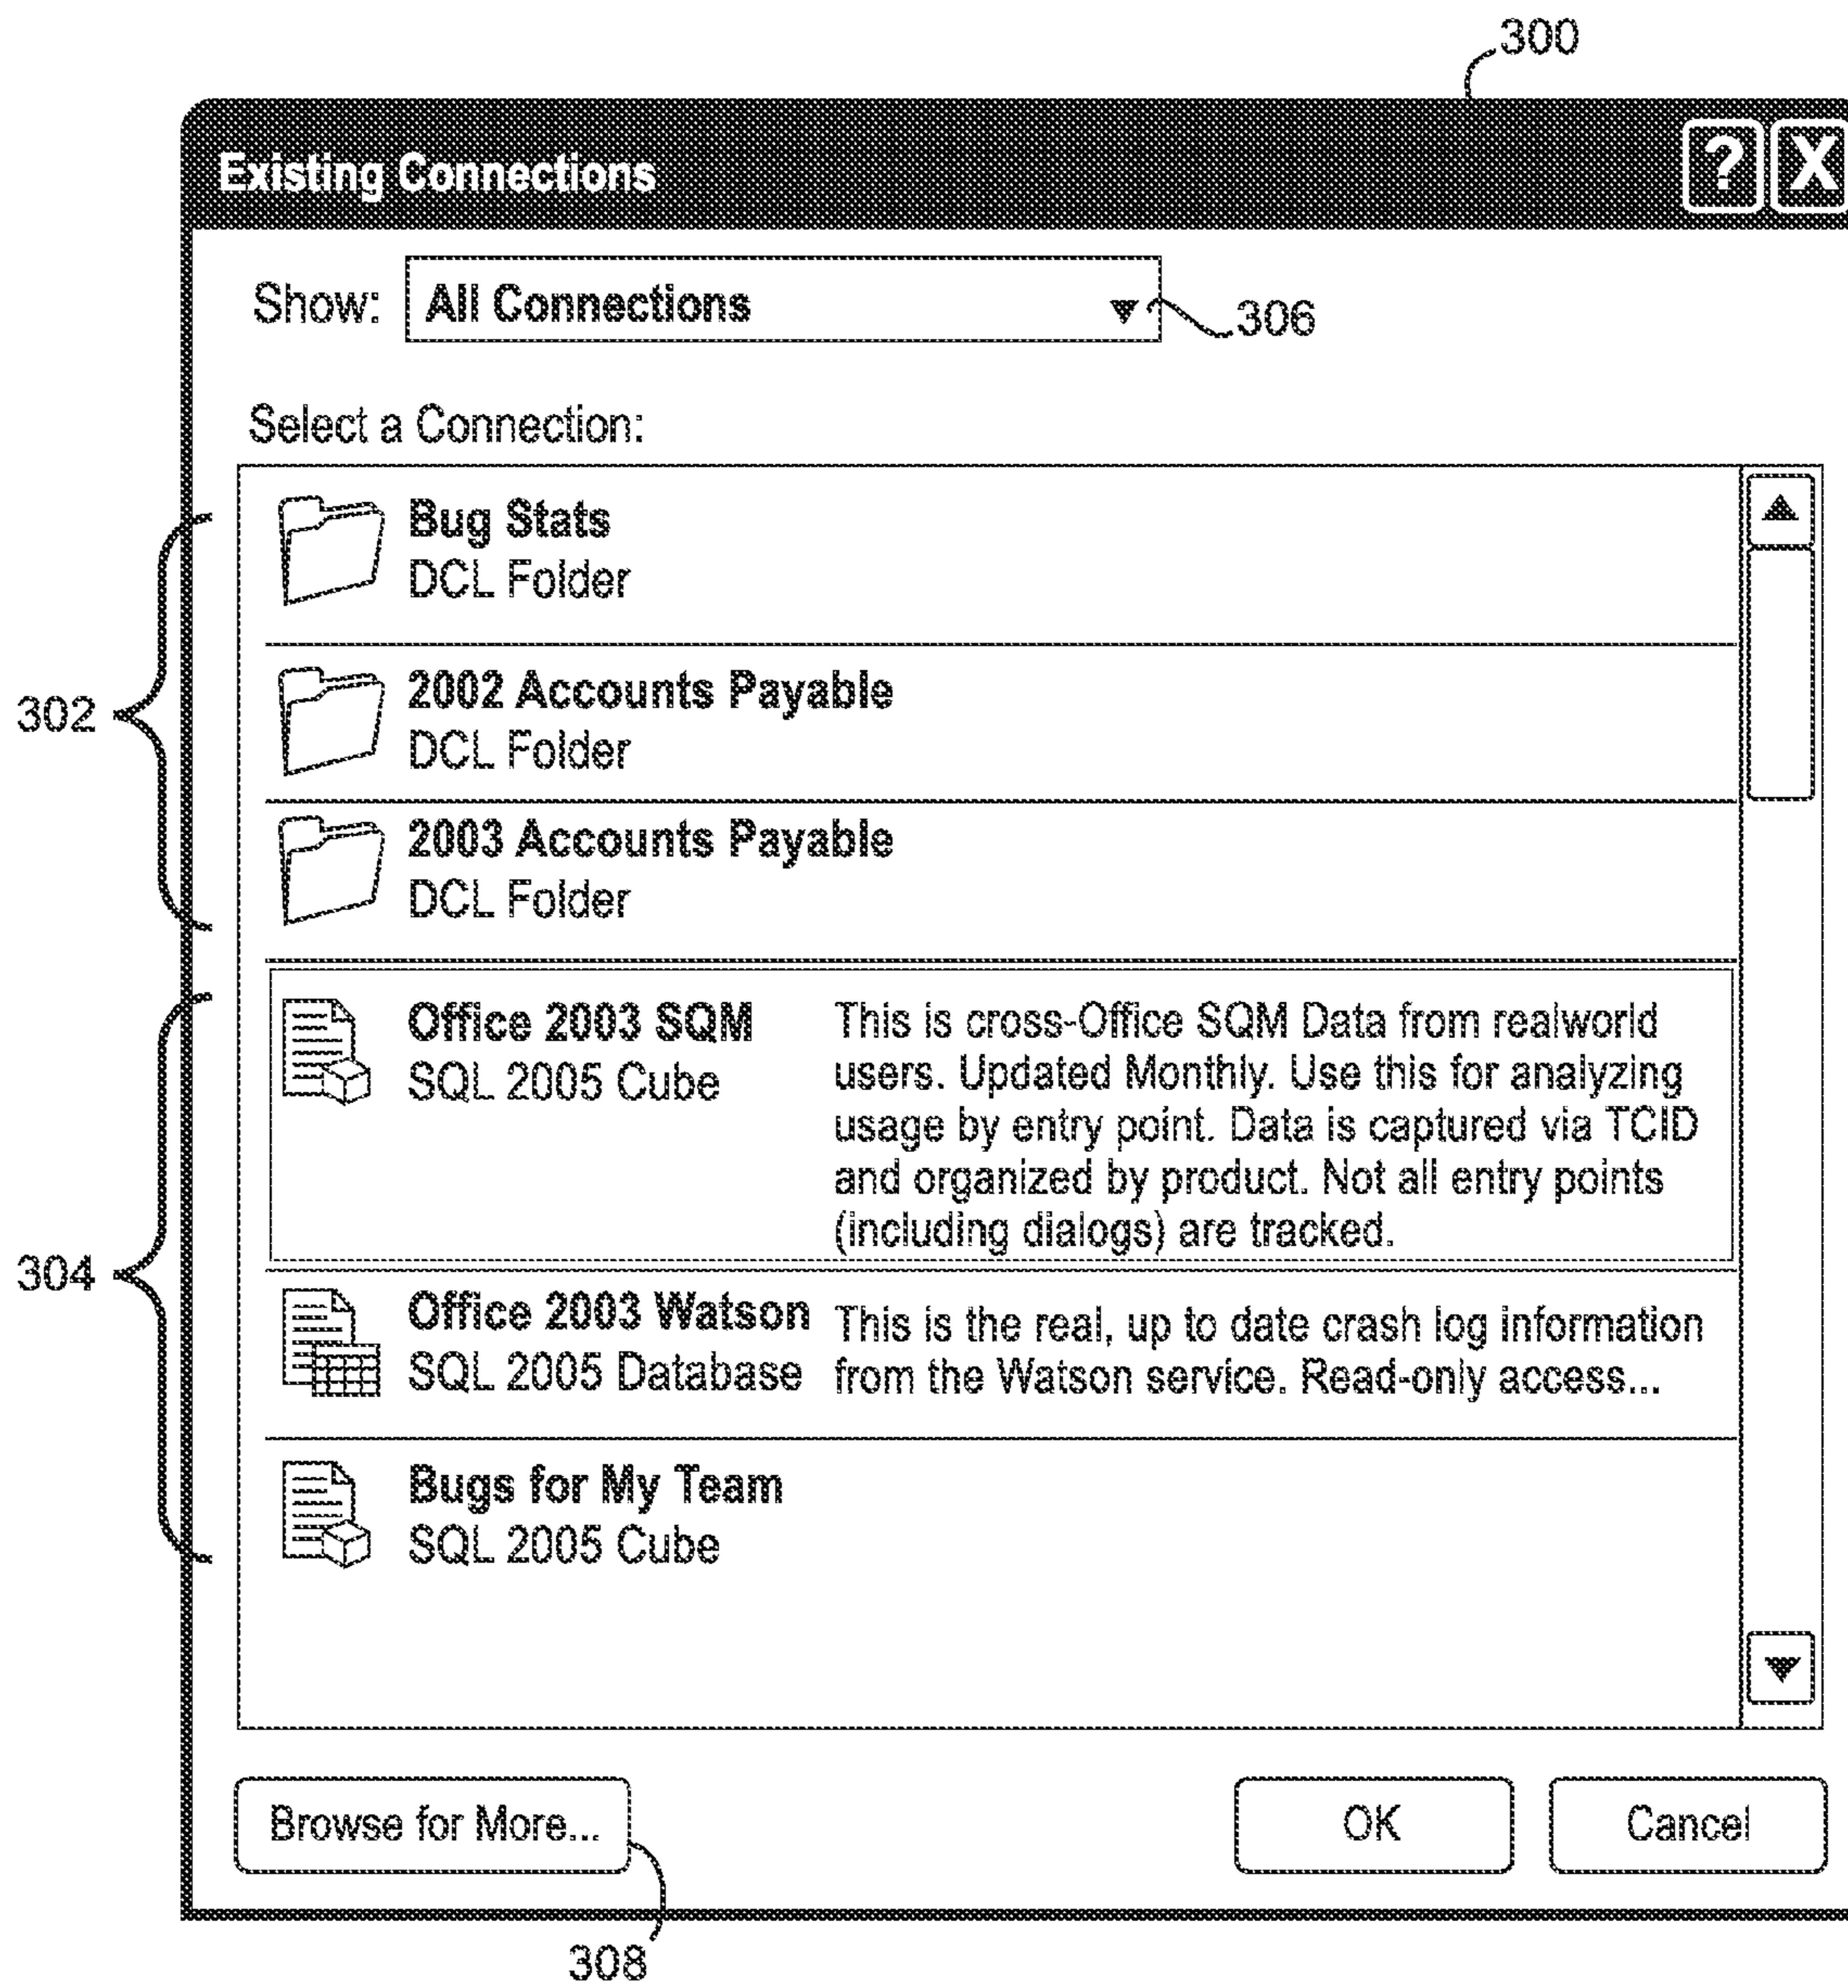 300
Existing Connections
? X
Show: All Connections
306
Select a Connection:
Bug Stats
DCL Folder
302
2002 Accounts Payable
DCL Folder
2003 Accounts Payable
DCL Folder
304
Office 2003 SQM
SQL 2005 Cube
This is cross-Office SQM Data from realworld
users. Updated Monthly. Use this for analyzing
usage by entry point. Data is captured via TCID
and organized by product. Not all entry points
(including dialogs) are tracked.
Office 2003 Watson
SQL 2005 Database
This is the real, up to date crash log information
from the Watson service. Read-only access...
Bugs for My Team
SQL 2005 Cube
Browse for More...
OK
Cancel
308